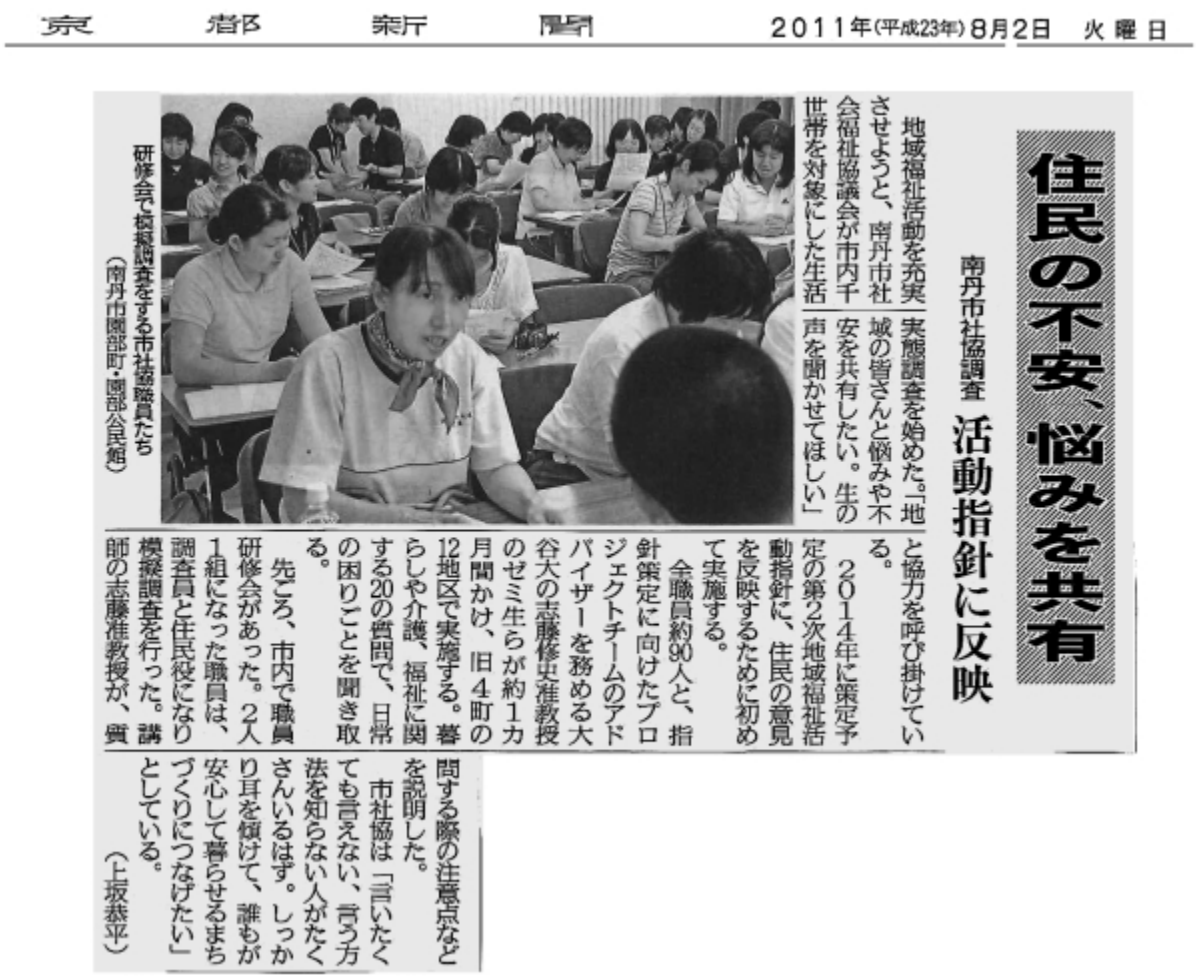 京都新聞
2011年(平成23年)8月2日 火曜日
住民の不安、悩みを共有
南丹市社協調査
活動指針に反映
地域福祉活動を充実
させようと、南丹市社
会福祉協議会が市内千
世帯を対象にした生活
実態調査を始めた。「地
域の皆さんと悩みや不
安を共有したい。生の
声を聞かせてほしい」
と協力を呼び掛けてい
る。
2014年に策定予
定の第2次地域福祉活
動指針に、住民の意見
を反映するために初め
て実施する。
全職員約90人と、指
針策定に向けたプロ
ジェクトチームのアド
バイザーを務める大
谷大の志藤修史准教授
のゼミ生らが約1カ
月間かけ、旧4町の
12地区で実施する。暮
らしや介護、福祉に関
する20の質問で、日常
の困りごとを聞き取
る。
先ごろ、市内で職員
研修会があった。2人
1組になった職員は、
調査員と住民役になり
模擬調査を行った。講
師の志藤准教授が、質
問する際の注意点など
を説明した。
市社協は「言いたく
ても言えない、言う方
法を知らない人がたく
さんいるはず。しっか
り耳を傾けて、誰もが
安心して暮らせるまち
づくりにつなげたい」
としている。
(上坂恭平)
研修会で模擬調査をする市社協職員たち
(南丹市園部町・園部公民館)